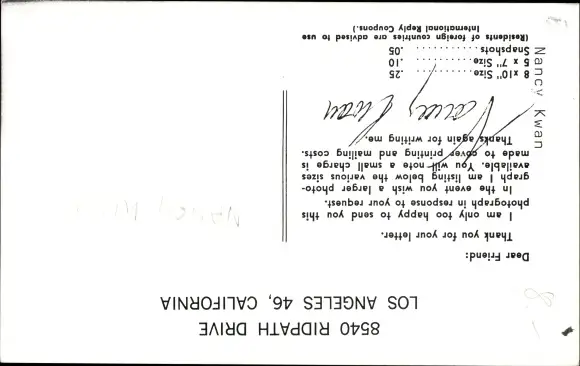 8540 RIDPATH DRIVE
LOS ANGELES 46, CALIFORNIA
Dear Friend:
Thank you for your letter.
I am only too happy to send you this
photograph in response to your request.
In the event you wish a larger photo-
graph I am listing below the various sizes
available. You will note a small charge is
made to cover printing and mailing costs.
Thanks again for writing me.
Nancy Kwan
8 x10" Size............ .25
5 x 7" Size............ .10
Snapshots............ .05
(Residents of foreign countries are advised to use
International Reply Coupons.)
Nancy Kwan